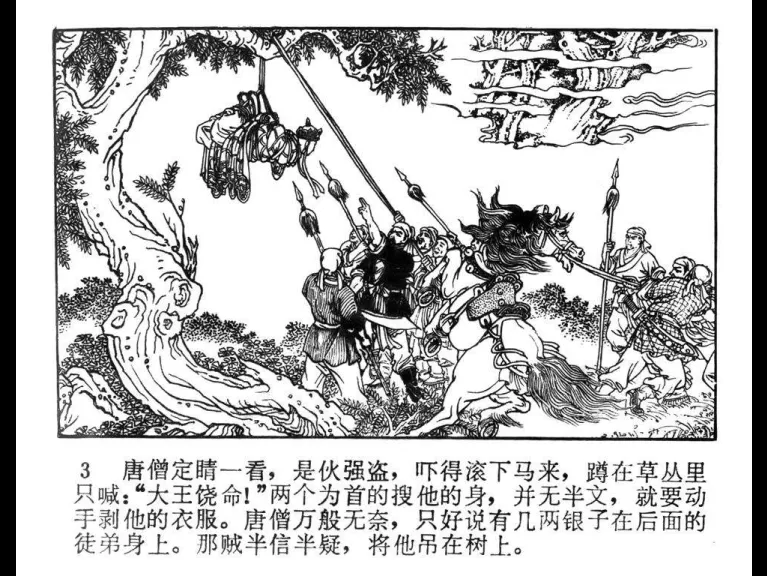 3 唐僧定睛一看，是伙强盗，吓得滚下马来，蹲在草丛里
只喊：“大王饶命！”两个为首的搜他的身，并无半文，就要动
手剥他的衣服。唐僧万般无奈，只好说有几两银子在后面的
徒弟身上。那贼半信半疑，将他吊在树上。